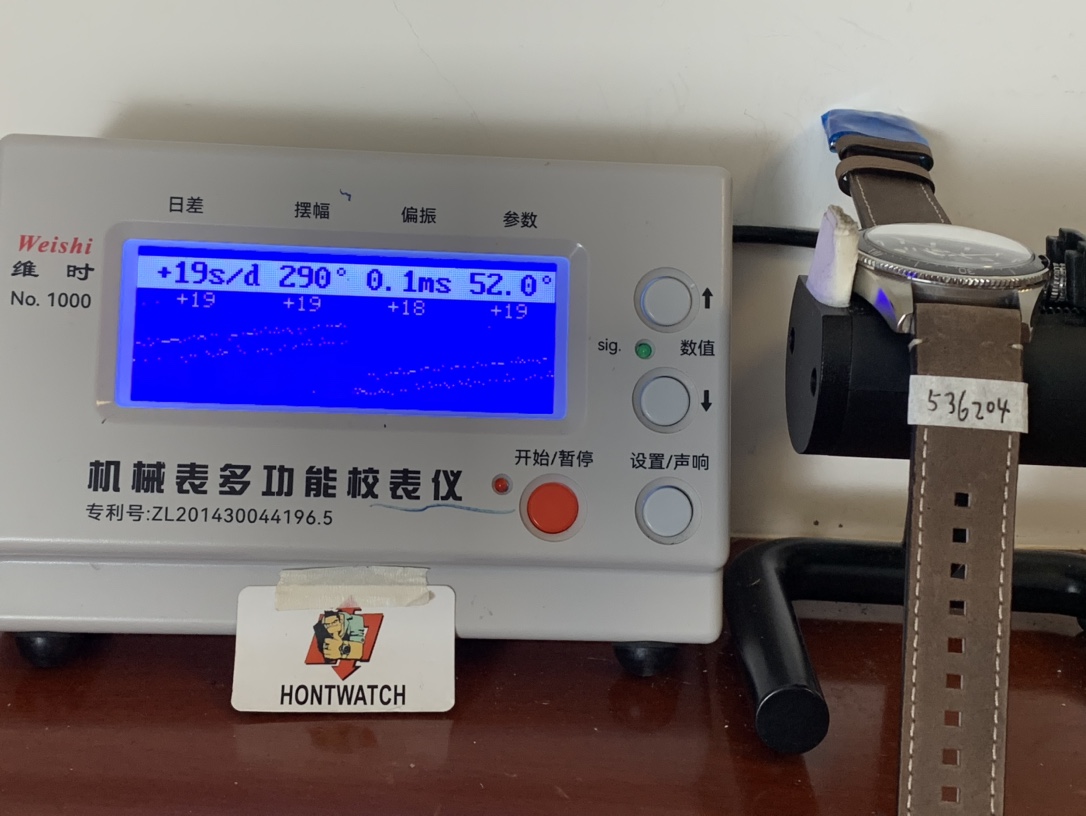 日差 摆幅 偏振 参数
Weishi
维时
No. 1000
+19s/d 290° 0.1ms 52.0°
+19 +19 +18 +19
sig. 数值
机械表多功能校表仪
专利号:ZL201430044196.5
开始/暂停 设置/声响
HONTWATCH
536204